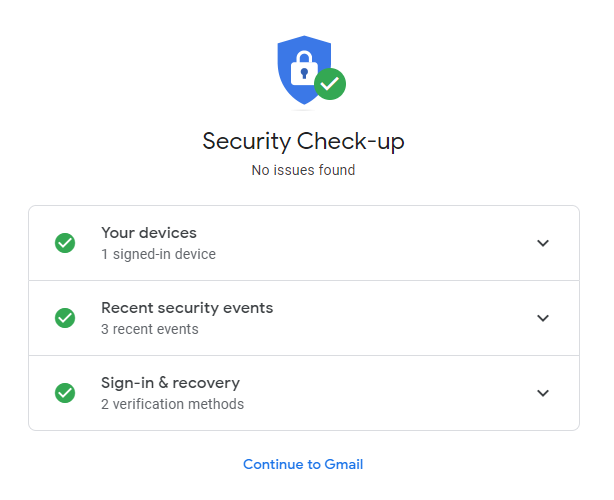 Security Check-up
No issues found
Your devices
1 signed-in device
Recent security events
3 recent events
Sign-in & recovery
2 verification methods
Continue to Gmail